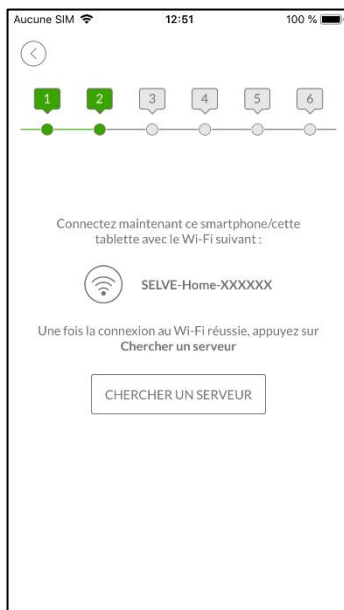 Aucune SIM 12:51 100 %
1 2 3 4 5 6
Connectez maintenant ce smartphone/cette
tablette avec le Wi-Fi suivant :
SELVE-Home-XXXXXX
Une fois la connexion au Wi-Fi réussie, appuyez sur
Chercher un serveur
CHERCHER UN SERVEUR